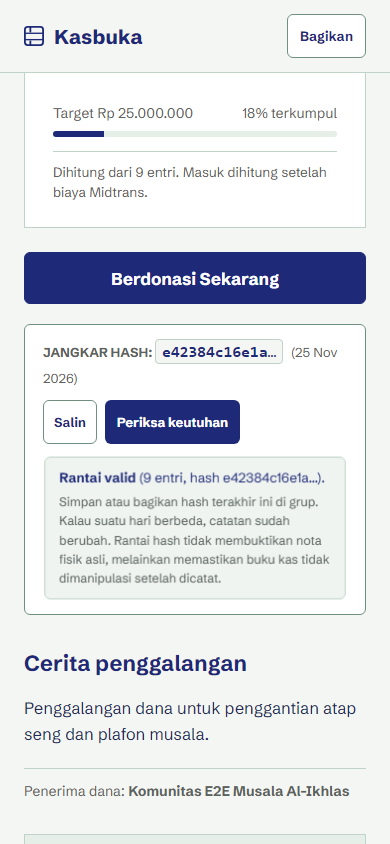 Kasbuka
Bagikan
Target Rp 25.000.000
18% terkumpul
Dihitung dari 9 entri. Masuk dihitung setelah
biaya Midtrans.
Berdonasi Sekarang
JANGKAR HASH: e42384c16e1a… (25 Nov
2026)
Salin
Periksa keutuhan
Rantai valid (9 entri, hash e42384c16e1a…).
Simpan atau bagikan hash terakhir ini di grup.
Kalau suatu hari berbeda, catatan sudah
berubah. Rantai hash tidak membuktikan nota
fisik asli, melainkan memastikan buku kas tidak
dimanipulasi setelah dicatat.
Cerita penggalangan
Penggalangan dana untuk penggantian atap
seng dan plafon musala.
Penerima dana: Komunitas E2E Musala Al-Ikhlas